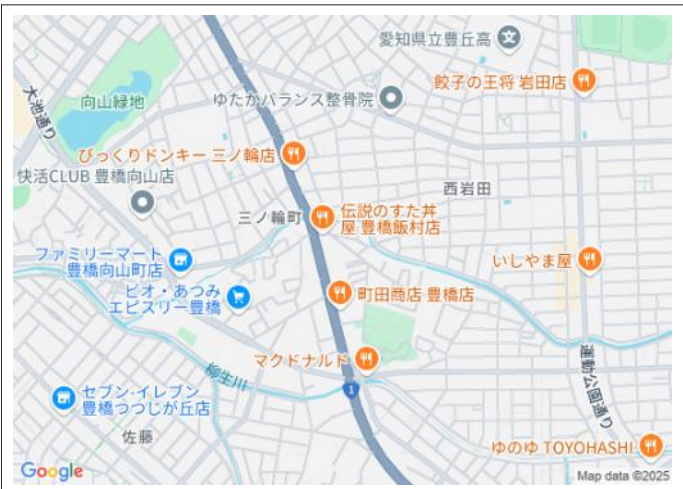 愛知県立豊丘高
餃子の王将 岩田店
大池通り
向山緑地
ゆたかバランス整骨院
びっくりドンキー 三ノ輪店
快活CLUB 豊橋向山店
西岩田
三ノ輪町
伝説のすた丼
屋 豊橋飯村店
ファミリーマート
豊橋向山町店
いしやま屋
ビオ・あつみ
エピスリー豊橋
町田商店 豊橋店
マクドナルド
運動公園通り
柳生川
1
セブン-イレブン
豊橋つつじが丘店
佐藤
ゆのゆ TOYOHASHI
Google
Map data ©2025